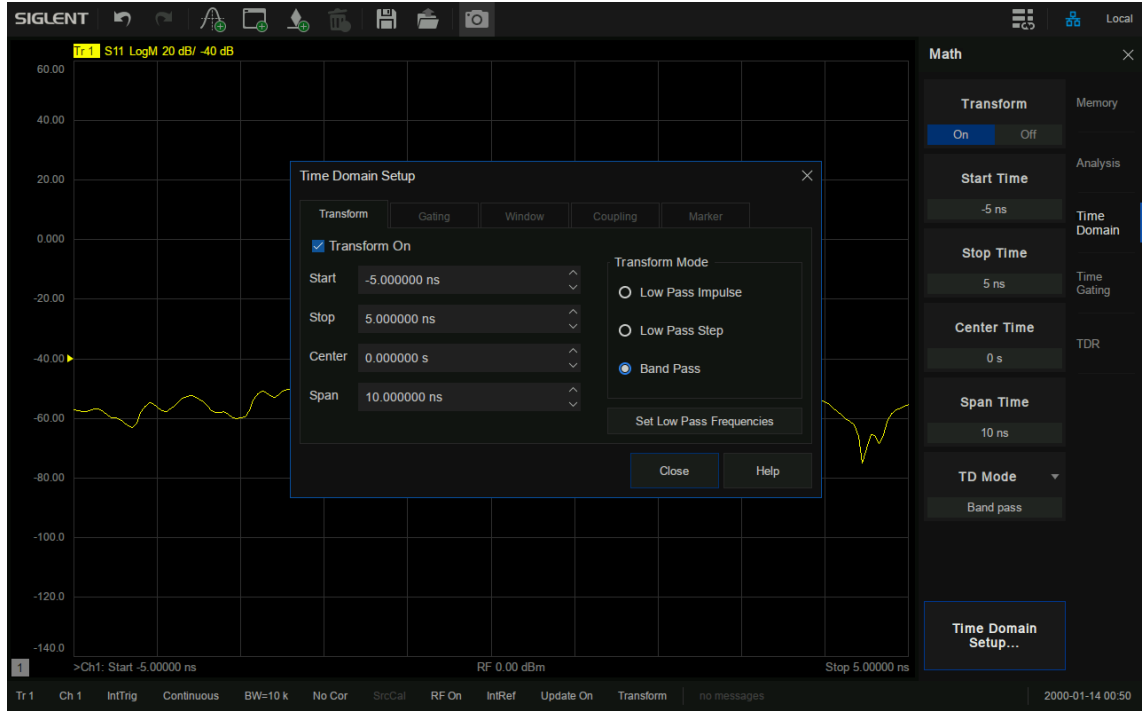 SIGLENT
Local
Tr 1 S11 LogM 20 dB/ -40 dB
60.00
40.00
20.00
0.000
-20.00
-40.00
-60.00
-80.00
-100.0
-120.0
-140.0
Time Domain Setup
Transform Gating Window Coupling Marker
Transform On
Start -5.000000 ns
Stop 5.000000 ns
Center 0.000000 s
Span 10.000000 ns
Transform Mode
Low Pass Impulse
Low Pass Step
Band Pass
Set Low Pass Frequencies
Close Help
1 >Ch1: Start -5.00000 ns RF 0.00 dBm Stop 5.00000 ns
Math
Transform
On Off
Start Time
-5 ns
Stop Time
5 ns
Center Time
0 s
Span Time
10 ns
TD Mode
Band pass
Time Domain
Setup...
Memory
Analysis
Time
Domain
Time
Gating
TDR
Tr 1 Ch 1 IntTrig Continuous BW=10 k No Cor SrcCal RF On IntRef Update On Transform no messages 2000-01-14 00:50